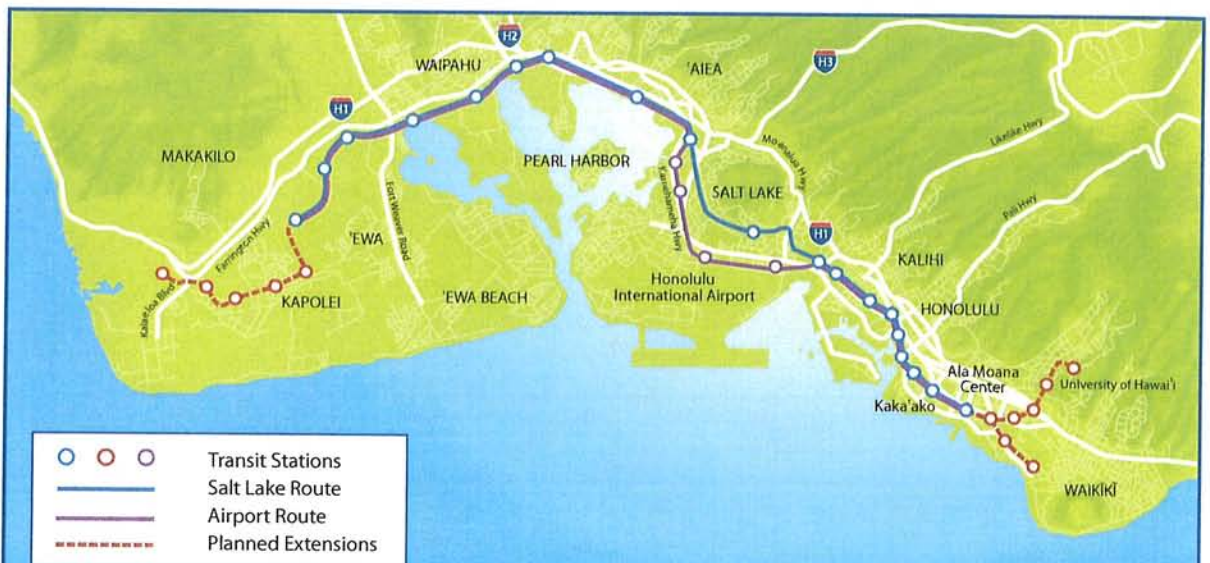 H2
WAIPAHU
'AIEA
H3
H1
Likelike Hwy
Moanalua Hwy
MAKAKILO
PEARL HARBOR
Pali Hwy
SALT LAKE
Fort Weaver Road
Kamehameha Hwy
H1
Farrington Hwy
'EWA
KALIHI
Honolulu
International Airport
KAPOLEI
'EWA BEACH
HONOLULU
Kalaeloa Blvd
Ala Moana
Center
University of Hawai'i
Kaka'ako
WAIKĪKĪ
Transit Stations
Salt Lake Route
Airport Route
Planned Extensions